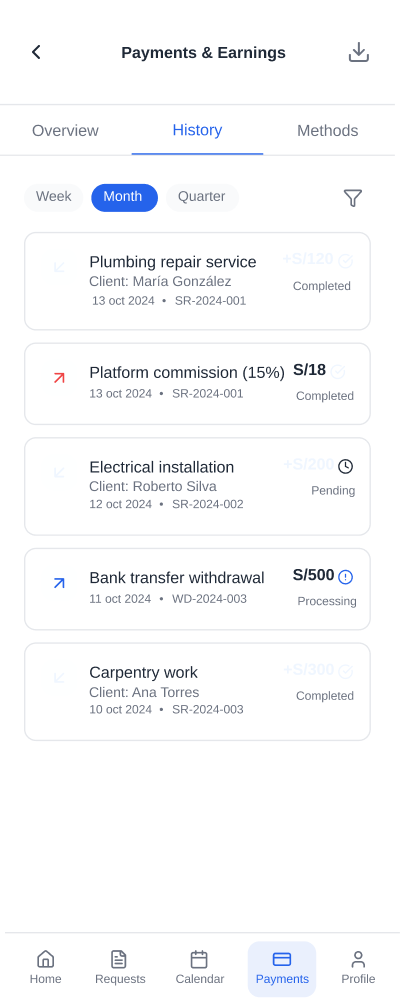 Payments & Earnings
Overview
History
Methods
Week
Month
Quarter
Plumbing repair service
+S/120
Client: María González
Completed
13 oct 2024 • SR-2024-001
Platform commission (15%)
S/18
13 oct 2024 • SR-2024-001
Completed
Electrical installation
+S/200
Client: Roberto Silva
Pending
12 oct 2024 • SR-2024-002
Bank transfer withdrawal
S/500
11 oct 2024 • WD-2024-003
Processing
Carpentry work
+S/300
Client: Ana Torres
Completed
10 oct 2024 • SR-2024-003
Home
Requests
Calendar
Payments
Profile